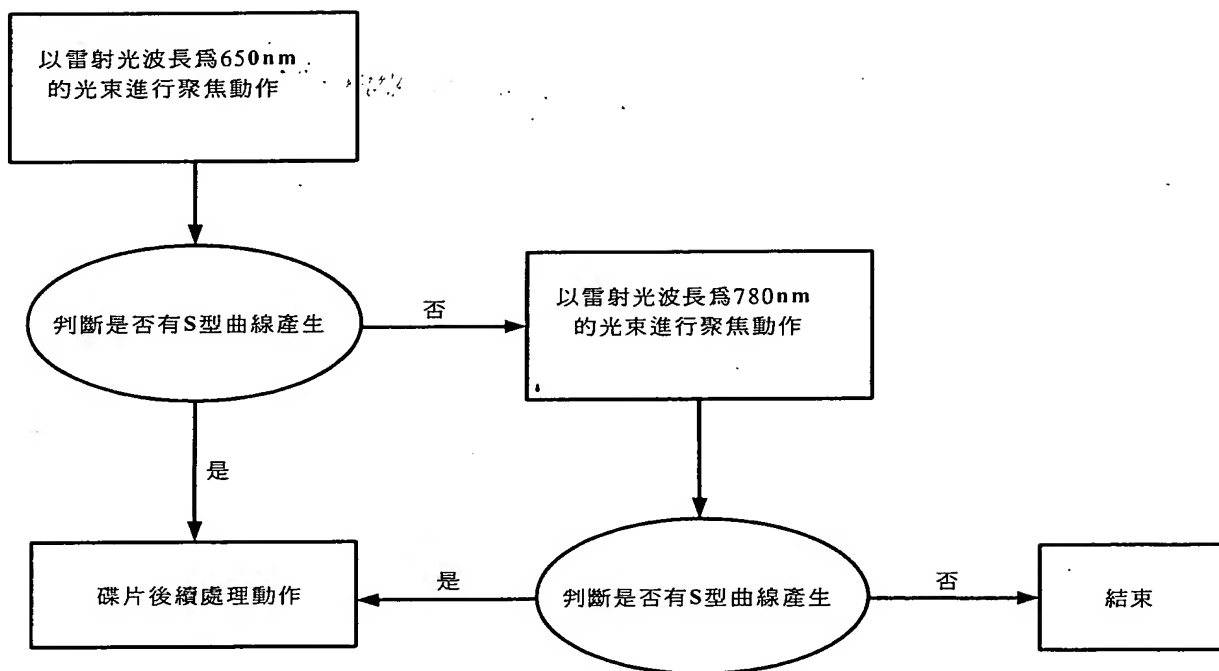 以雷射光波長爲650nm
的光束進行聚焦動作
判斷是否有S型曲線產生
否
以雷射光波長爲780nm
的光束進行聚焦動作
是
碟片後續處理動作
是
判斷是否有S型曲線產生
否
結束